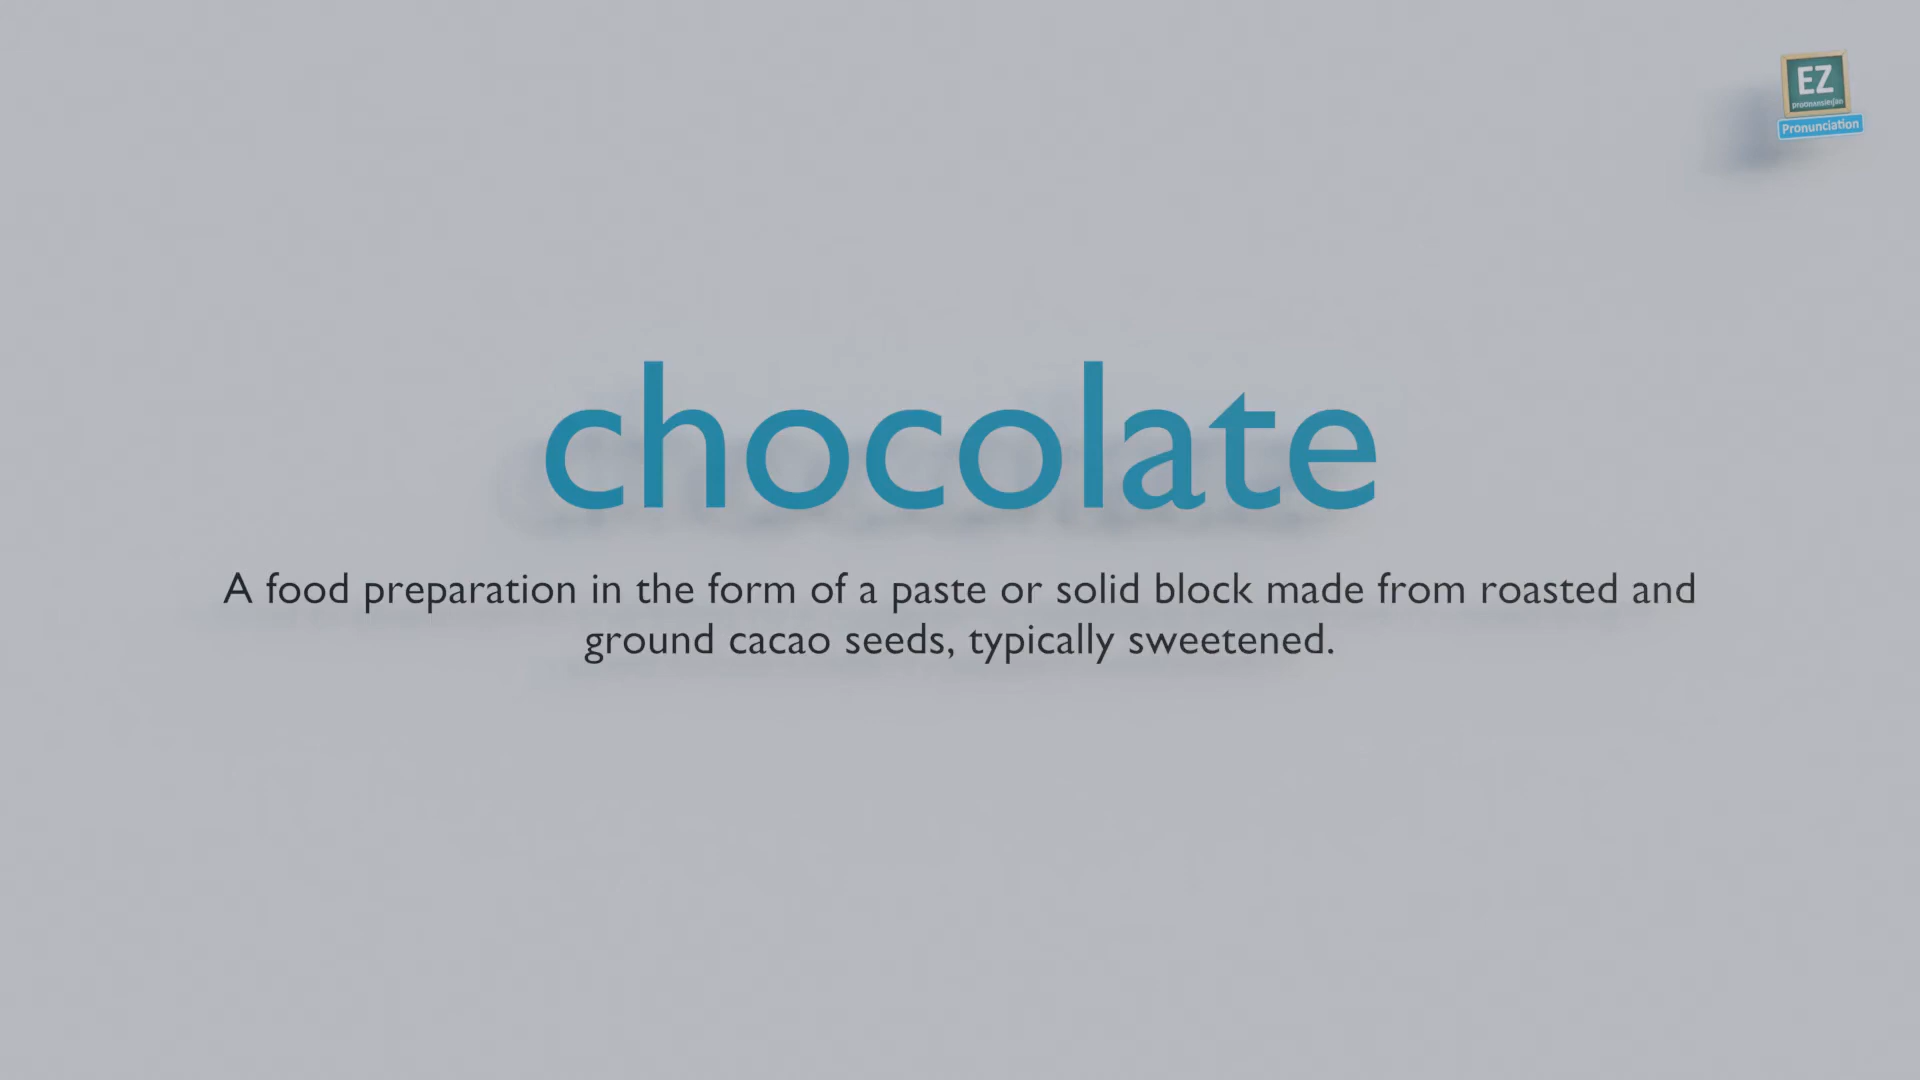 EZ
Pronunciation
chocolate
A food preparation in the form of a paste or solid block made from roasted and
ground cacao seeds, typically sweetened.